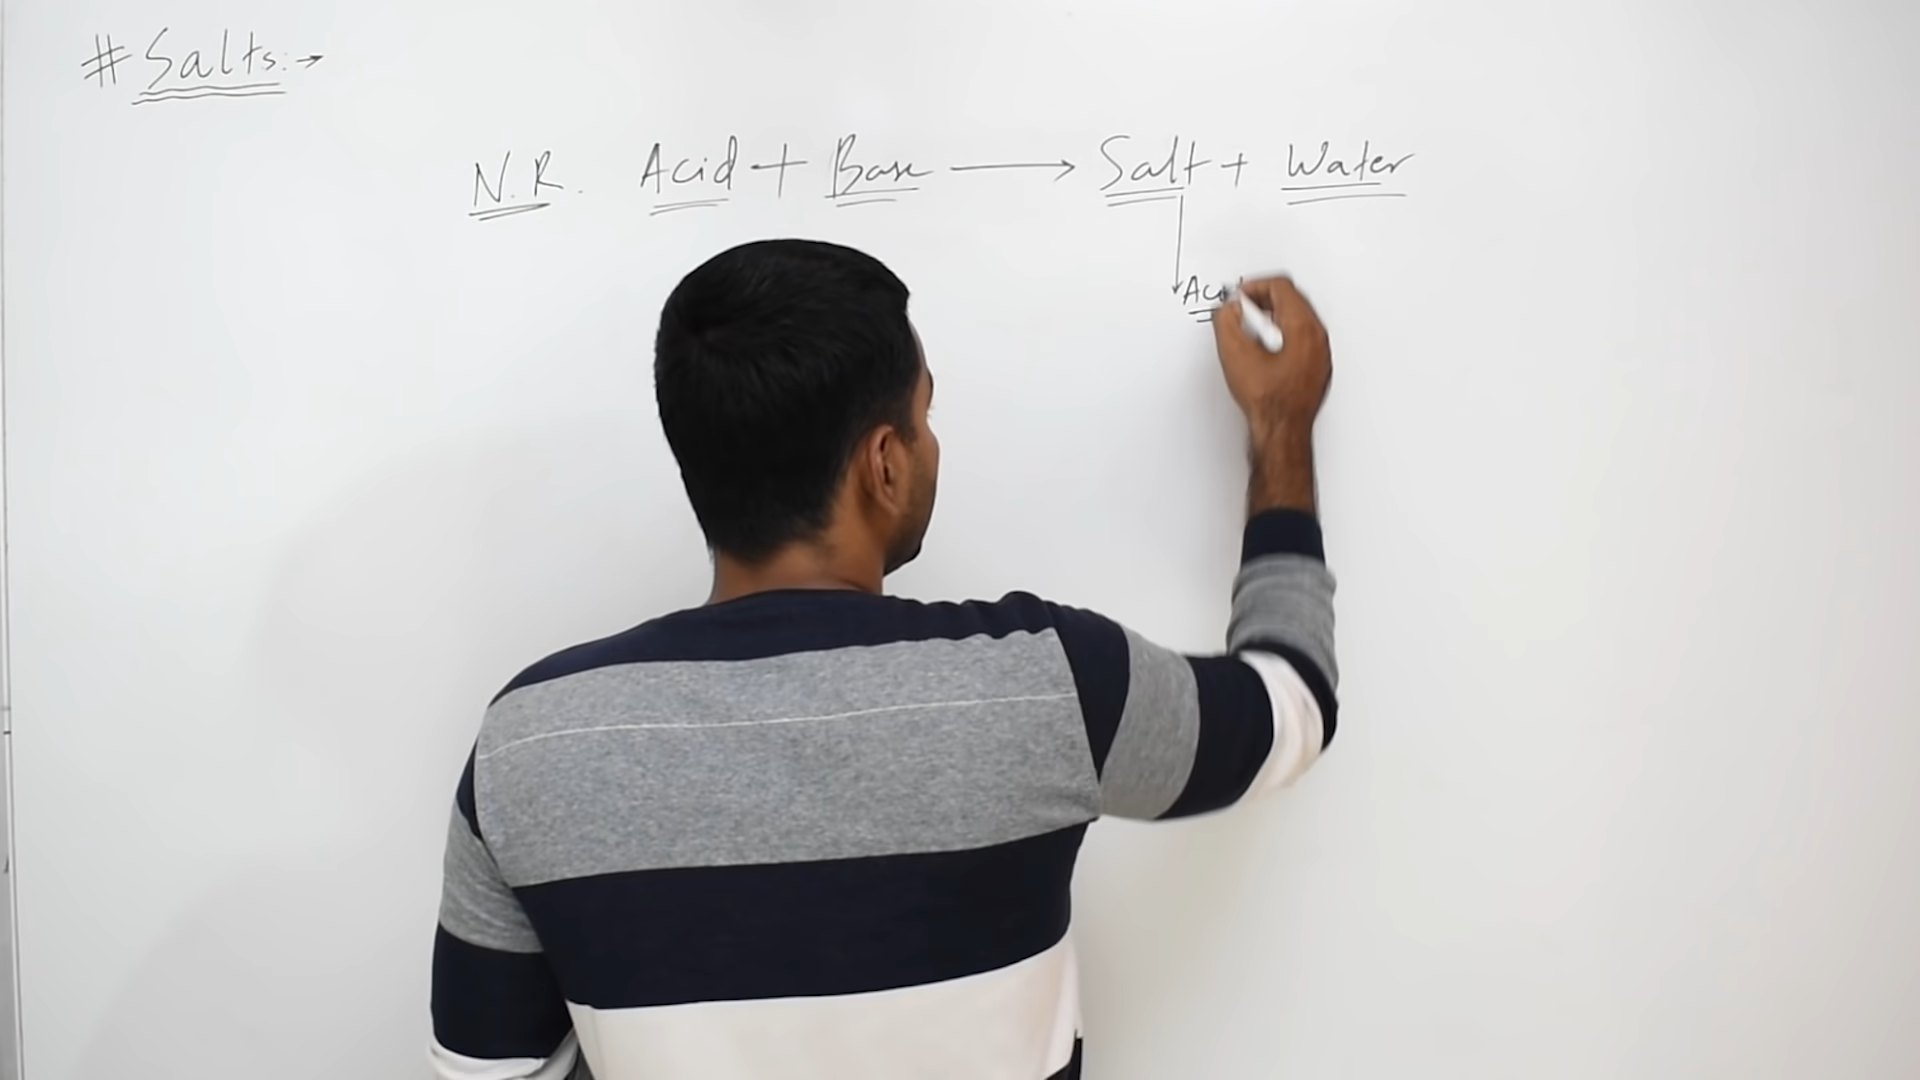 # Salts:→
N.R. Acid + Base ⟶ Salt + Water